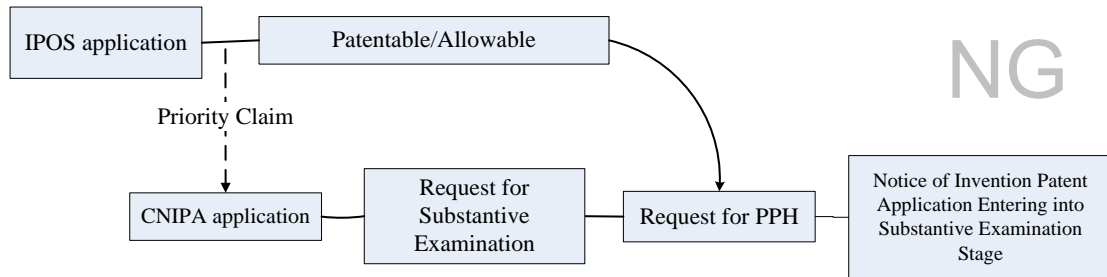 IPOS application
Patentable/Allowable
NG
Priority Claim
CNIPA application
Request for
Substantive
Examination
Request for PPH
Notice of Invention Patent
Application Entering into
Substantive Examination
Stage